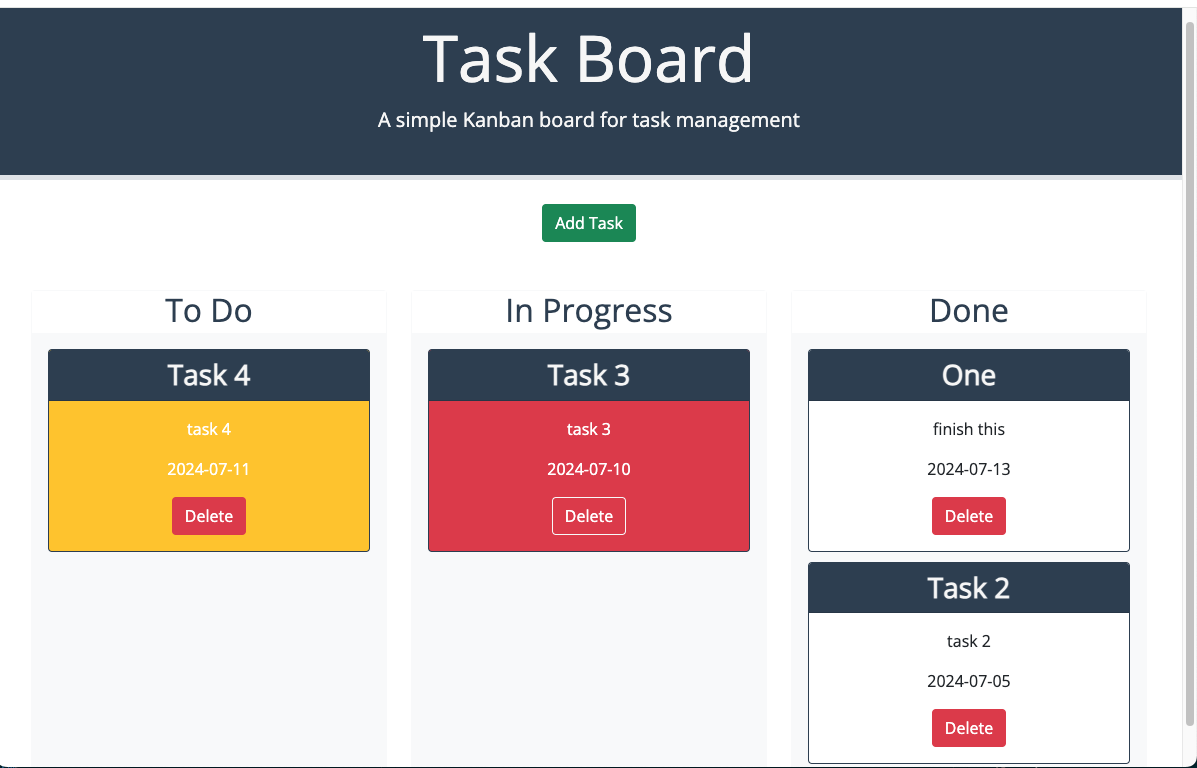 Task Board
A simple Kanban board for task management
Add Task
To Do
Task 4
task 4
2024-07-11
Delete
In Progress
Task 3
task 3
2024-07-10
Delete
Done
One
finish this
2024-07-13
Delete
Task 2
task 2
2024-07-05
Delete